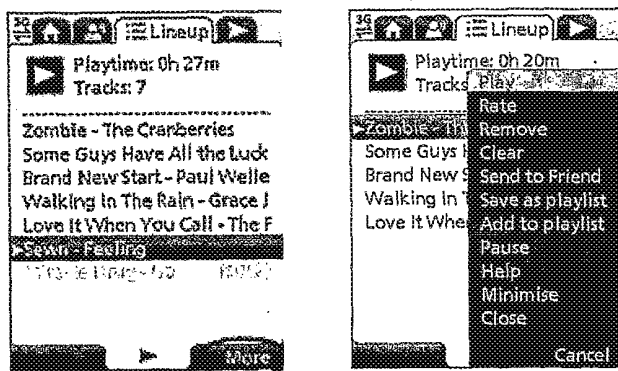 3G Lineup
Playtime: 0h 27m
Tracks: 7
Zombie - The Cranberries
Some Guys Have All the Luck
Brand New Start - Paul Welle
Walking In The Rain - Grace J
Love It When You Call - The F
Sewn - Feeling
More
3G Lineup
Playtime: 0h 20m
Tracks
Zombie - Th
Some Guys H
Brand New S
Walking In T
Love It Whe
Play
Rate
Remove
Clear
Send to Friend
Save as playlist
Add to playlist
Pause
Help
Minimise
Close
Cancel